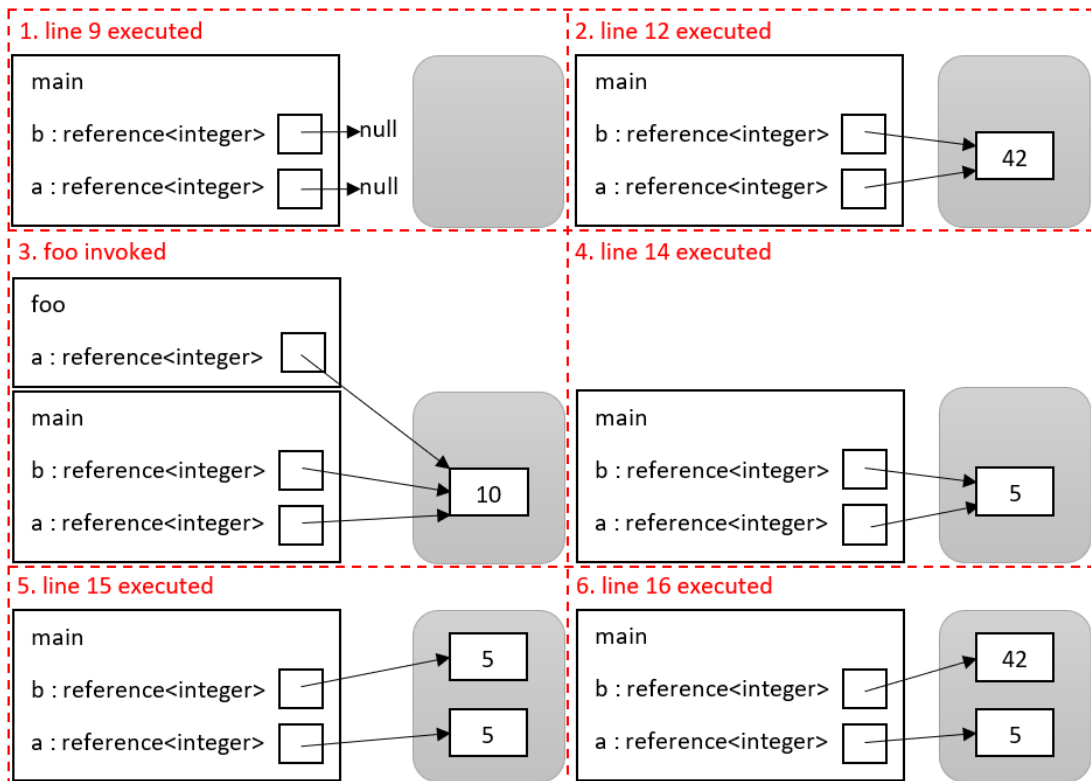 1. line 9 executed
main
b : reference<integer>
null
a : reference<integer>
null
2. line 12 executed
main
b : reference<integer>
a : reference<integer>
42
3. foo invoked
foo
a : reference<integer>
main
b : reference<integer>
a : reference<integer>
10
4. line 14 executed
main
b : reference<integer>
a : reference<integer>
5
5. line 15 executed
main
b : reference<integer>
a : reference<integer>
5
5
6. line 16 executed
main
b : reference<integer>
a : reference<integer>
42
5